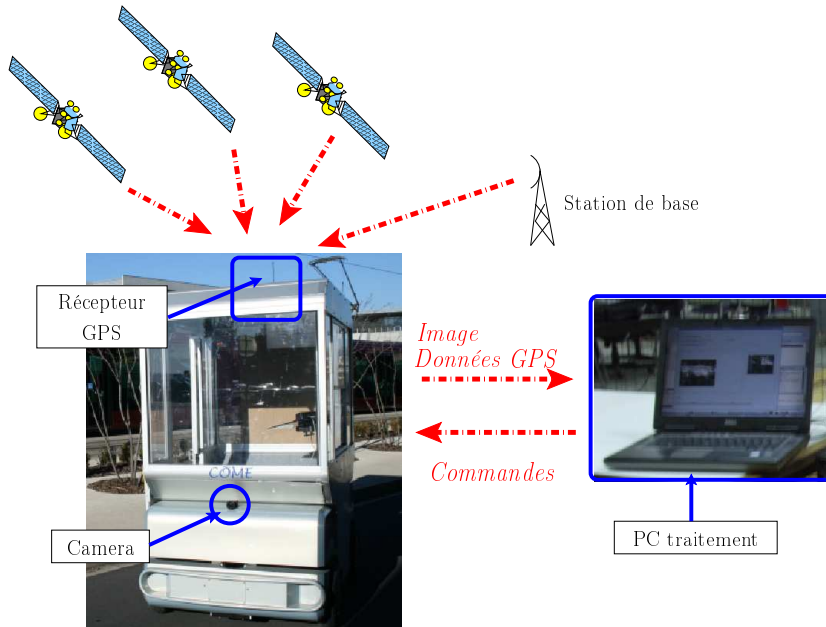 Station de base
Récepteur
GPS
Image
Données GPS
Commandes
COME
Camera
PC traitement